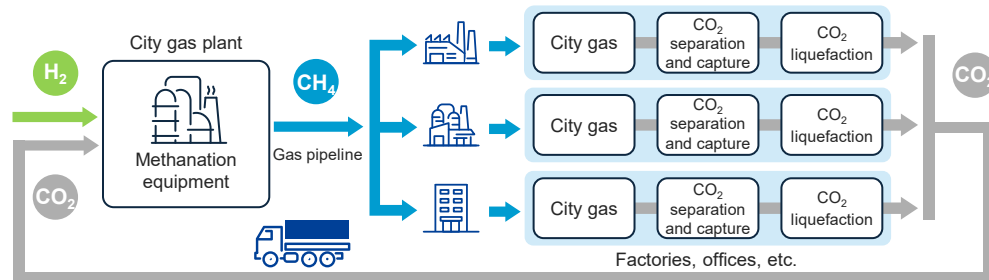 City gas plant
H₂
CO₂
Methanation
equipment
CH₄
Gas pipeline
City gas
CO₂
separation
and capture
CO₂
liquefaction
City gas
CO₂
separation
and capture
CO₂
liquefaction
City gas
CO₂
separation
and capture
CO₂
liquefaction
CO₂
Factories, offices, etc.